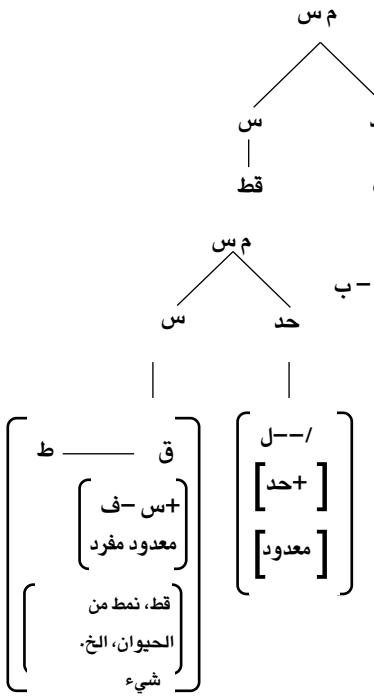 م س
س
قط
م س
– ب
س حد
ق ط
+س –ف
معدود مفرد
قط، نمط من
الحيوان، الخ.
شيء
/––ل
+حد
معدود